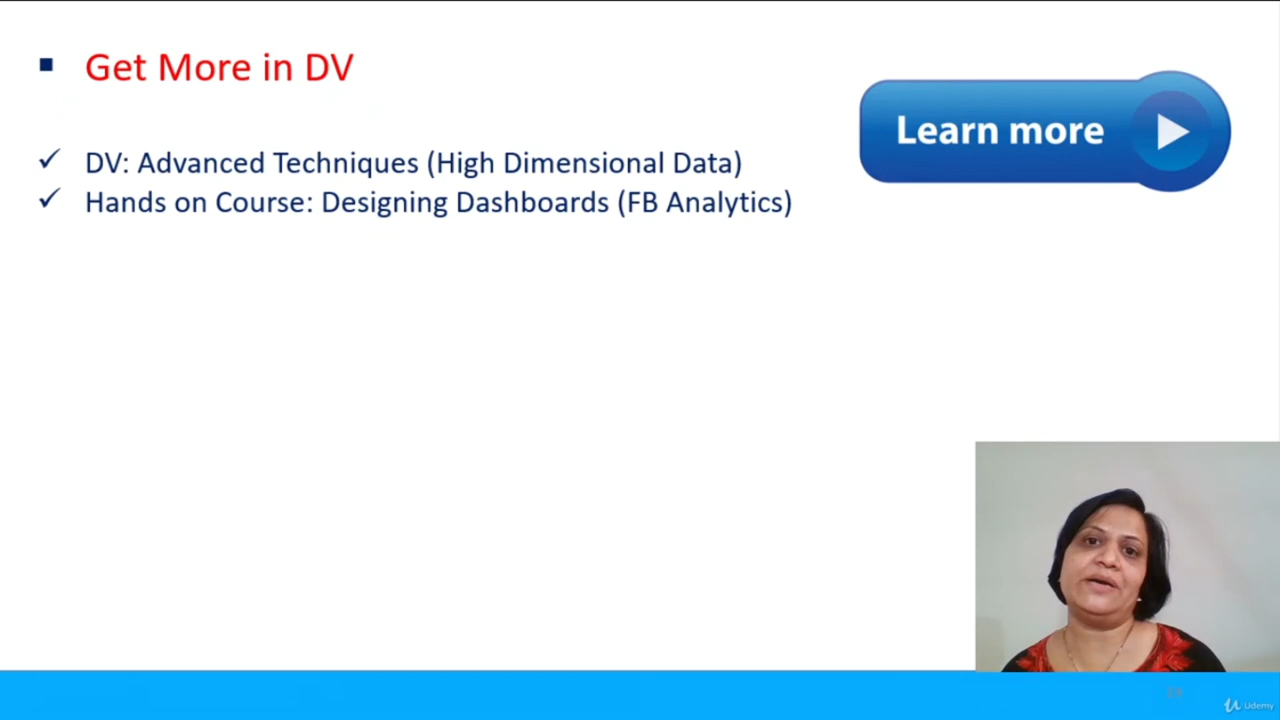 Get More in DV
Learn more
DV: Advanced Techniques (High Dimensional Data)
Hands on Course: Designing Dashboards (FB Analytics)
Udemy